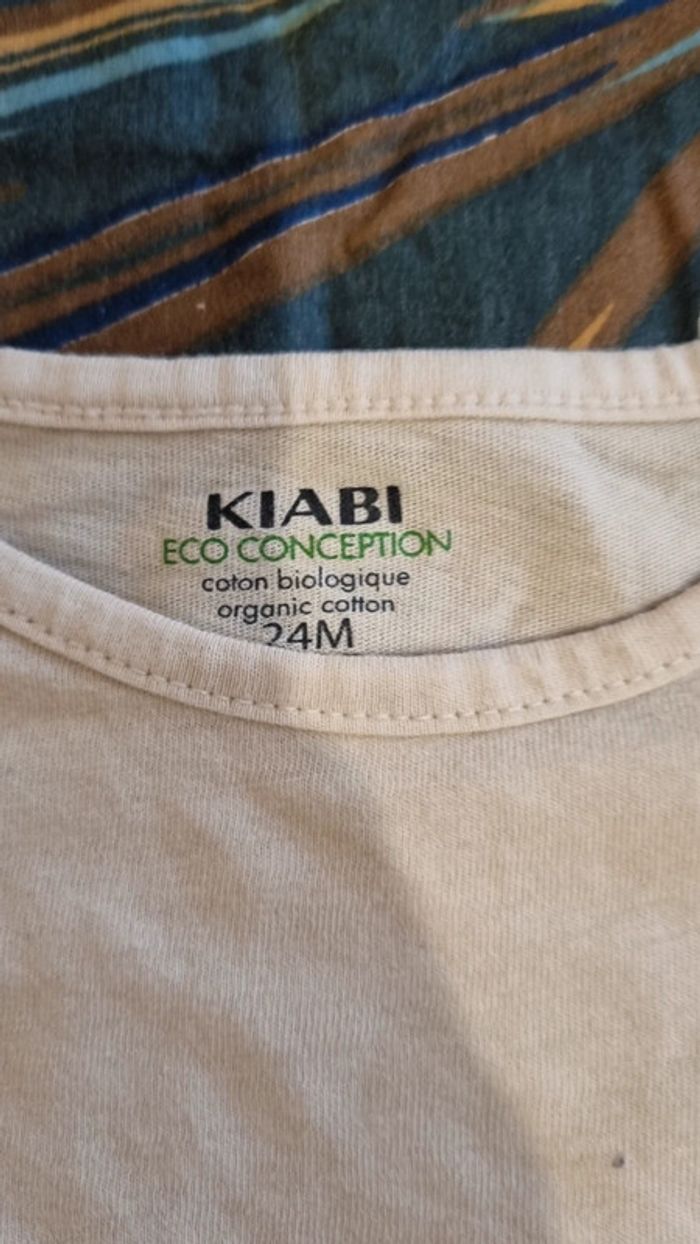 KIABI
ECO CONCEPTION
coton biologique
organic cotton
24M